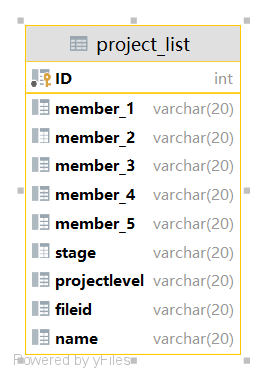 project_list
ID int
member_1 varchar(20)
member_2 varchar(20)
member_3 varchar(20)
member_4 varchar(20)
member_5 varchar(20)
stage varchar(20)
projectlevel varchar(20)
fileid varchar(20)
name varchar(20)
Powered by yFiles